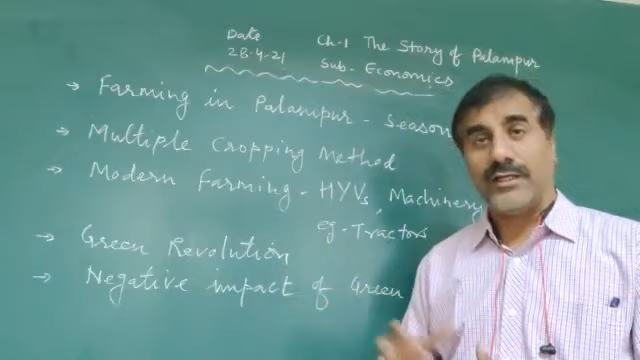 Date Ch-1 The Story of Palampur
28-4-21 Sub- Economics
→ Farming in Palampur - Season
→ Multiple Cropping Method
→ Modern Farming - HYVs, Machinery
eg- Tractors
→ Green Revolution
→ Negative impact of Green